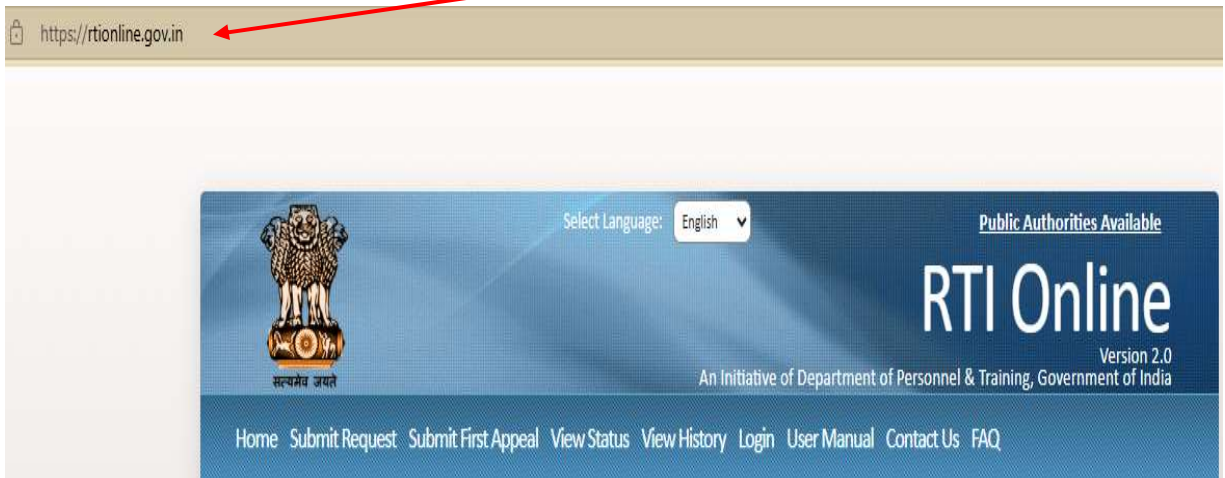 https://rtionline.gov.in
Select Language: English
Public Authorities Available
RTI Online
Version 2.0
सत्यमेव जयते
An Initiative of Department of Personnel & Training, Government of India
Home Submit Request Submit First Appeal View Status View History Login User Manual Contact Us FAQ